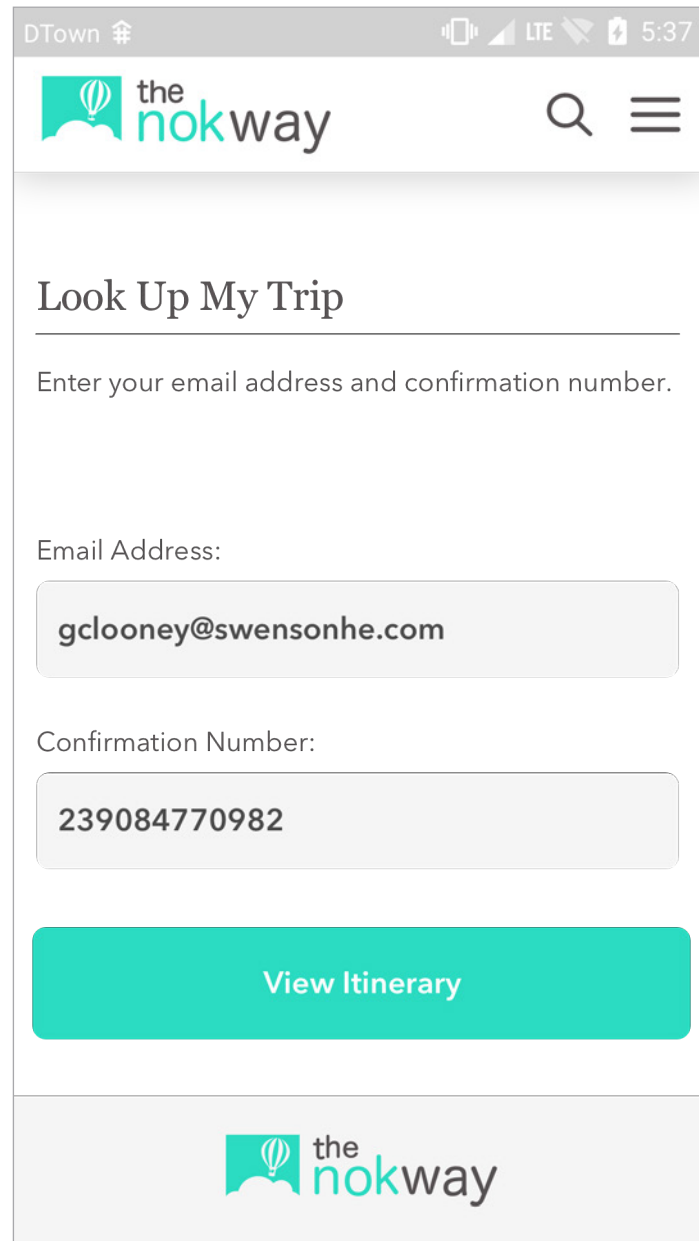 DTown LTE 5:37
the
nokway
Look Up My Trip
Enter your email address and confirmation number.
Email Address:
gclooney@swensonhe.com
Confirmation Number:
239084770982
View Itinerary
the
nokway